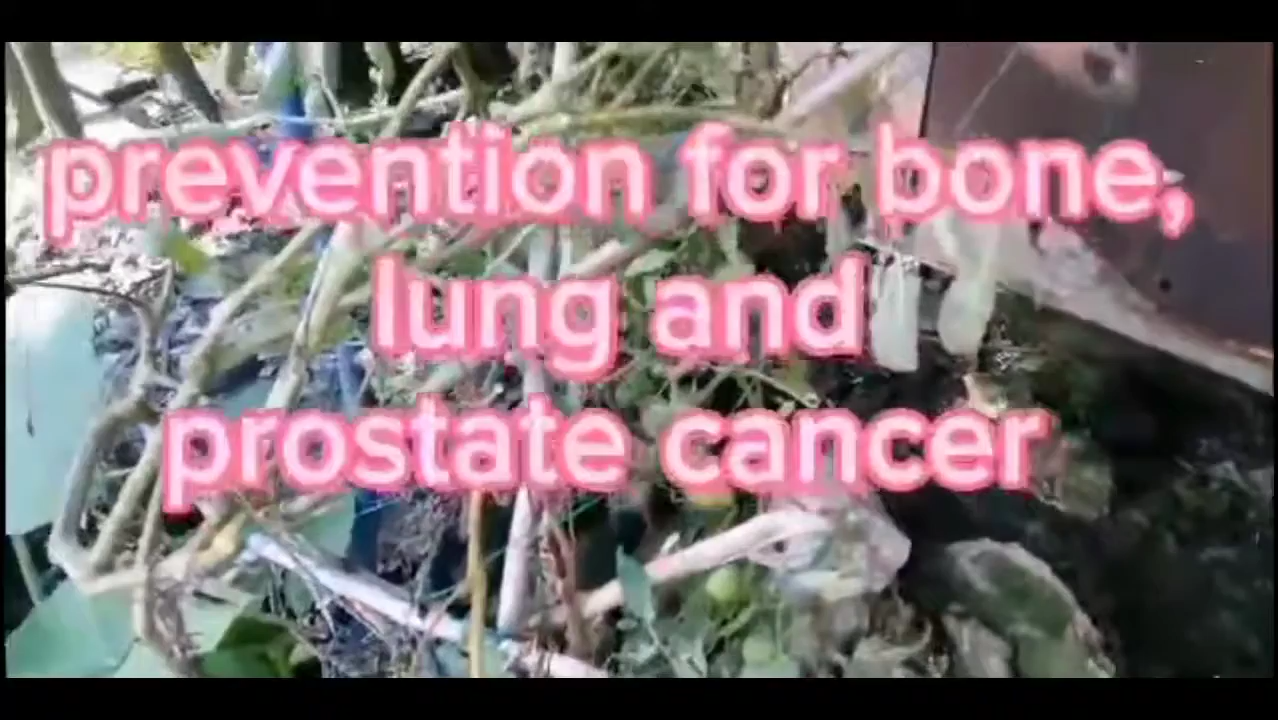 prevention for bone,
lung and
prostate cancer